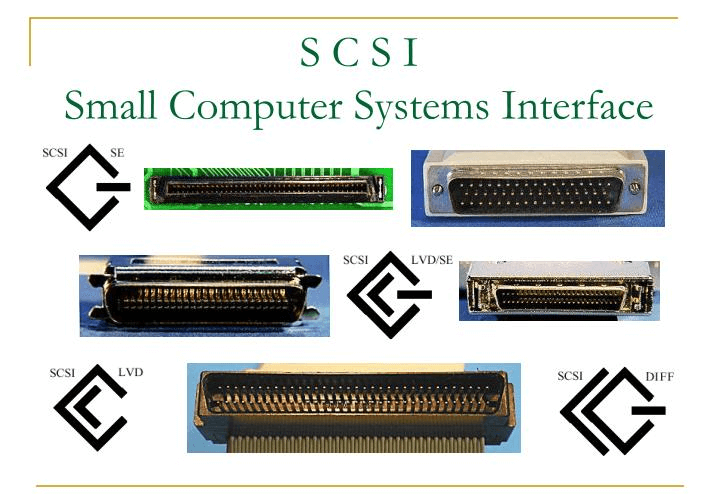 S C S I
Small Computer Systems Interface
SCSI SE
SCSI LVD/SE
SCSI LVD
SCSI DIFF